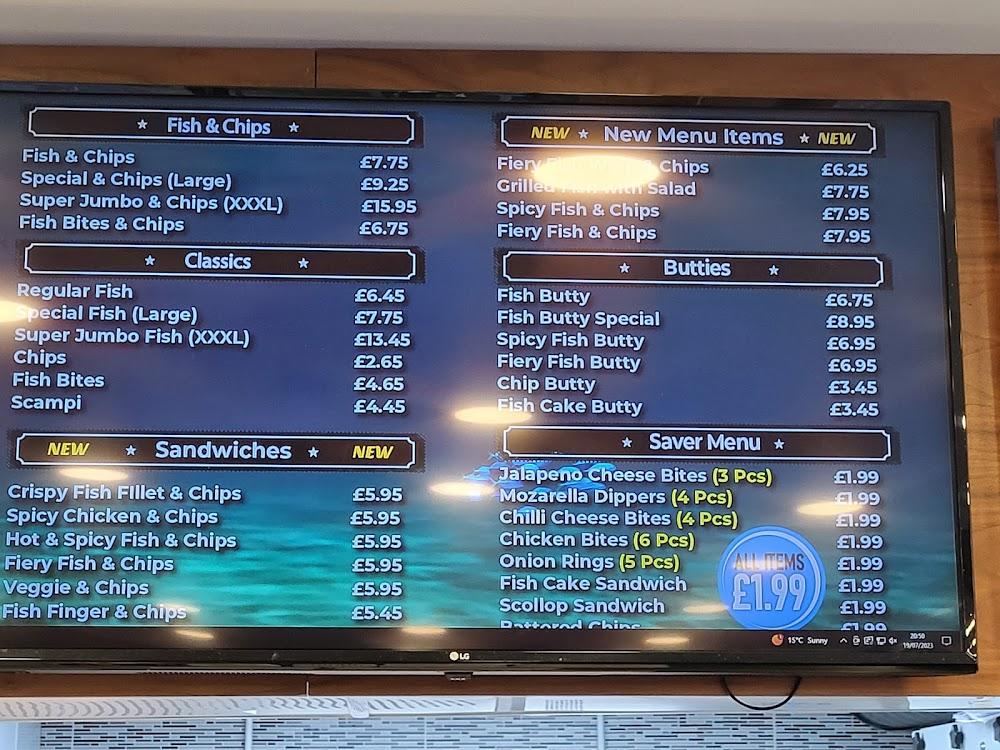 Fish & Chips
Fish & Chips £7.75
Special & Chips (Large) £9.25
Super Jumbo & Chips (XXXL) £15.95
Fish Bites & Chips £6.75
Classics
Regular Fish £6.45
Special Fish (Large) £7.75
Super Jumbo Fish (XXXL) £13.45
Chips £2.65
Fish Bites £4.65
Scampi £4.45
NEW Sandwiches NEW
Crispy Fish FIllet & Chips £5.95
Spicy Chicken & Chips £5.95
Hot & Spicy Fish & Chips £5.95
Fiery Fish & Chips £5.95
Veggie & Chips £5.95
Fish Finger & Chips £5.45
NEW New Menu Items NEW
Fiery & Chips £6.25
Grilled Fish with Salad £7.75
Spicy Fish & Chips £7.95
Fiery Fish & Chips £7.95
Butties
Fish Butty £6.75
Fish Butty Special £8.95
Spicy Fish Butty £6.95
Fiery Fish Butty £6.95
Chip Butty £3.45
Fish Cake Butty £3.45
Saver Menu
Jalapeno Cheese Bites (3 Pcs) £1.99
Mozarella Dippers (4 Pcs) £1.99
Chilli Cheese Bites (4 Pcs) £1.99
Chicken Bites (6 Pcs) £1.99
Onion Rings (5 Pcs) £1.99
Fish Cake Sandwich £1.99
Scollop Sandwich £1.99
Battered Chips £1.99
ALL ITEMS
£1.99
15°C Sunny
20:50
19/07/2023
LG